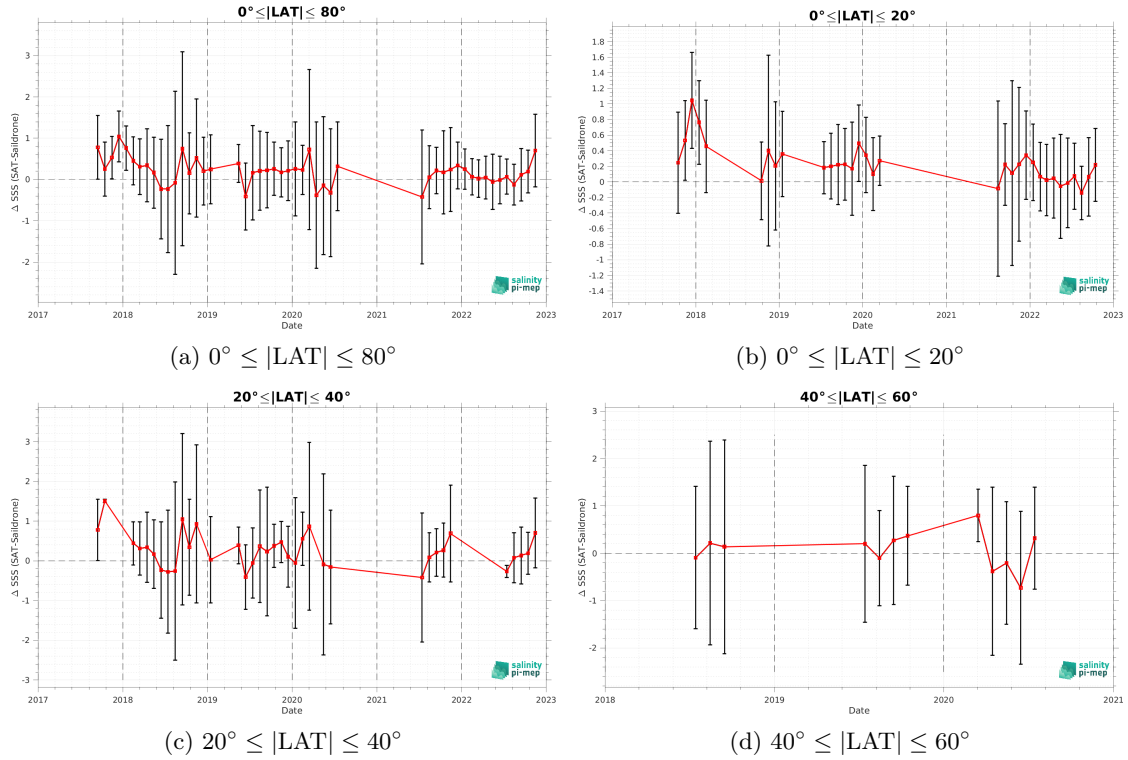 0°≤|LAT|≤ 80°
Δ SSS (SAT-Saildrone)
3
2
1
0
-1
-2
2017
2018
2019
2020
2021
2022
2023
Date
salinity
pi-mep
(a) 0° ≤ |LAT| ≤ 80°
0°≤|LAT|≤ 20°
Δ SSS (SAT-Saildrone)
1.8
1.6
1.4
1.2
1
0.8
0.6
0.4
0.2
0
-0.2
-0.4
-0.6
-0.8
-1
-1.2
-1.4
2017
2018
2019
2020
2021
2022
2023
Date
salinity
pi-mep
(b) 0° ≤ |LAT| ≤ 20°
20°≤|LAT|≤ 40°
Δ SSS (SAT-Saildrone)
3
2
1
0
-1
-2
-3
2017
2018
2019
2020
2021
2022
2023
Date
salinity
pi-mep
(c) 20° ≤ |LAT| ≤ 40°
40°≤|LAT|≤ 60°
Δ SSS (SAT-Saildrone)
3
2
1
0
-1
-2
2018
2019
2020
2021
Date
salinity
pi-mep
(d) 40° ≤ |LAT| ≤ 60°